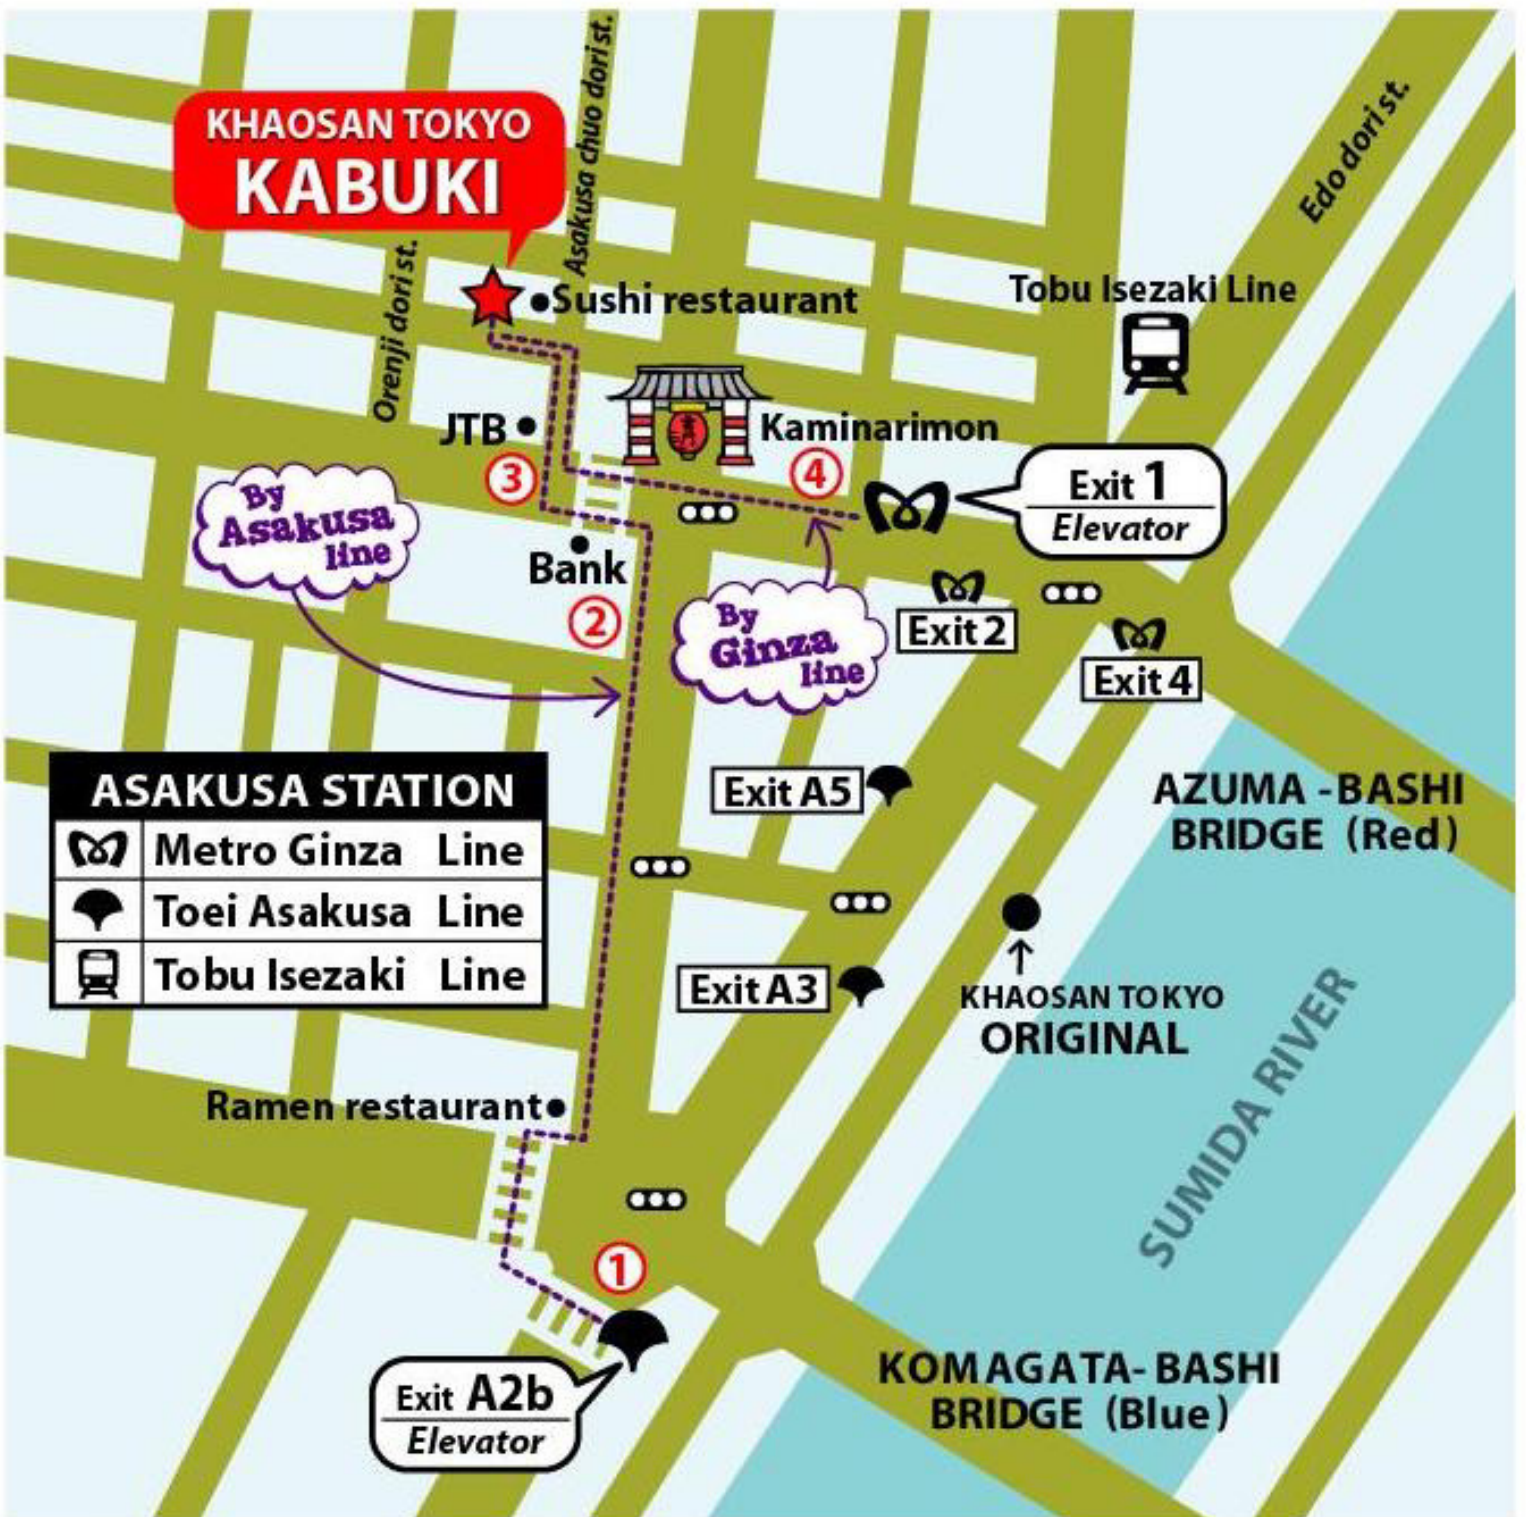 Asakusa chuo dori st.
KHAOSAN TOKYO
KABUKI
Edo dori st.
Orenji dori st.
Sushi restaurant
Tobu Isezaki Line
JTB
Kaminarimon
3
4
Exit 1
Elevator
By
Asakusa
line
Bank
2
By
Ginza
line
Exit 2
Exit 4
ASAKUSA STATION
Metro Ginza Line
Toei Asakusa Line
Tobu Isezaki Line
Exit A5
AZUMA -BASHI
BRIDGE (Red)
Exit A3
KHAOSAN TOKYO
ORIGINAL
SUMIDA RIVER
Ramen restaurant
1
Exit A2b
Elevator
KOMAGATA-BASHI
BRIDGE (Blue)